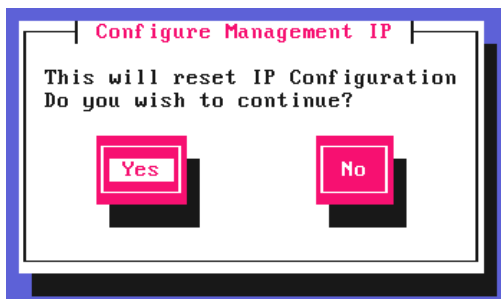 Configure Management IP
This will reset IP Configuration
Do you wish to continue?
Yes
No